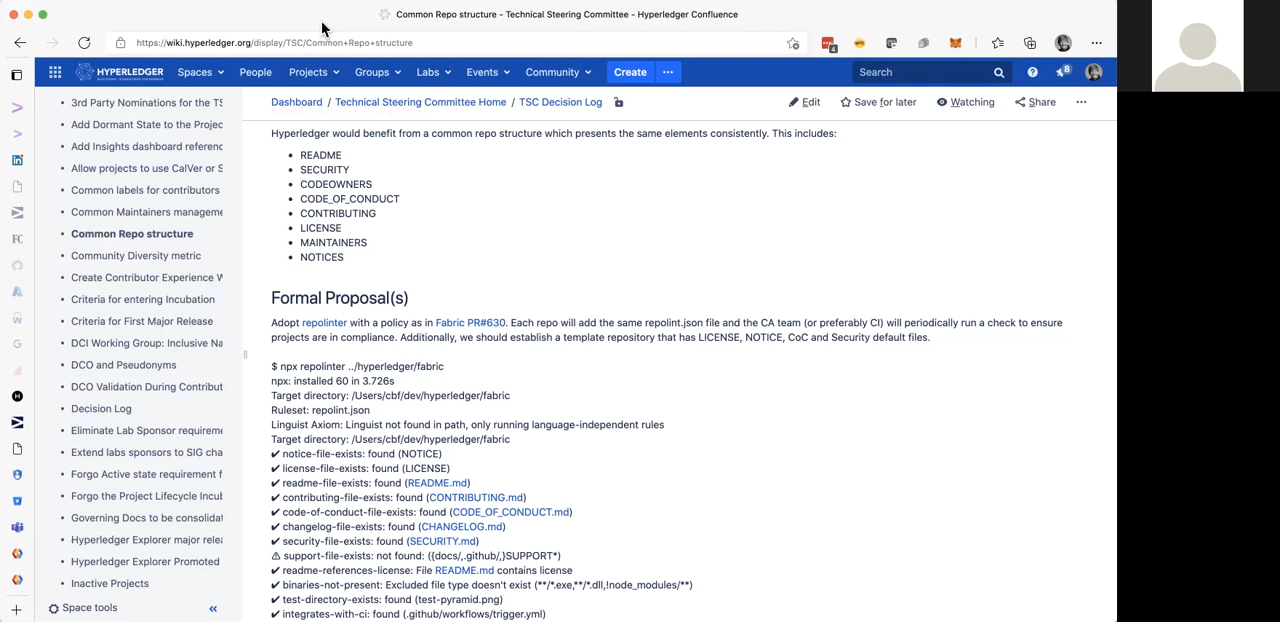 Common Repo structure - Technical Steering Committee - Hyperledger Confluence
https://wiki.hyperledger.org/display/TSC/Common+Repo+structure
4
HYPERLEDGER
Spaces
People
Projects
Groups
Labs
Events
Community
Create
Search
8
3rd Party Nominations for the TS
Add Dormant State to the Projec
Add Insights dashboard referenc
Allow projects to use CalVer or S
Common labels for contributors
Common Maintainers manageme
Common Repo structure
Community Diversity metric
Create Contributor Experience W
Criteria for entering Incubation
Criteria for First Major Release
DCI Working Group: Inclusive Na
DCO and Pseudonyms
DCO Validation During Contribut
Decision Log
Eliminate Lab Sponsor requireme
Extend labs sponsors to SIG cha
Forgo Active state requirement f
Forgo the Project Lifecycle Incub
Governing Docs to be consolidat
Hyperledger Explorer major relea
Hyperledger Explorer Promoted
Inactive Projects
Space tools
Dashboard / Technical Steering Committee Home / TSC Decision Log
Edit
Save for later
Watching
Share
Hyperledger would benefit from a common repo structure which presents the same elements consistently. This includes:
README
SECURITY
CODEOWNERS
CODE_OF_CONDUCT
CONTRIBUTING
LICENSE
MAINTAINERS
NOTICES
Formal Proposal(s)
Adopt repolinter with a policy as in Fabric PR#630. Each repo will add the same repolint.json file and the CA team (or preferably CI) will periodically run a check to ensure
projects are in compliance. Additionally, we should establish a template repository that has LICENSE, NOTICE, CoC and Security default files.
$ npx repolinter ../hyperledger/fabric
npx: installed 60 in 3.726s
Target directory: /Users/cbf/dev/hyperledger/fabric
Ruleset: repolint.json
Linguist Axiom: Linguist not found in path, only running language-independent rules
Target directory: /Users/cbf/dev/hyperledger/fabric
✔ notice-file-exists: found (NOTICE)
✔ license-file-exists: found (LICENSE)
✔ readme-file-exists: found (README.md)
✔ contributing-file-exists: found (CONTRIBUTING.md)
✔ code-of-conduct-file-exists: found (CODE_OF_CONDUCT.md)
✔ changelog-file-exists: found (CHANGELOG.md)
✔ security-file-exists: found (SECURITY.md)
⚠ support-file-exists: not found: ({docs/,.github/,}SUPPORT*)
✔ readme-references-license: File README.md contains license
✔ binaries-not-present: Excluded file type doesn't exist (**/*.exe,**/*.dll,!node_modules/**)
✔ test-directory-exists: found (test-pyramid.png)
✔ integrates-with-ci: found (.github/workflows/trigger.yml)